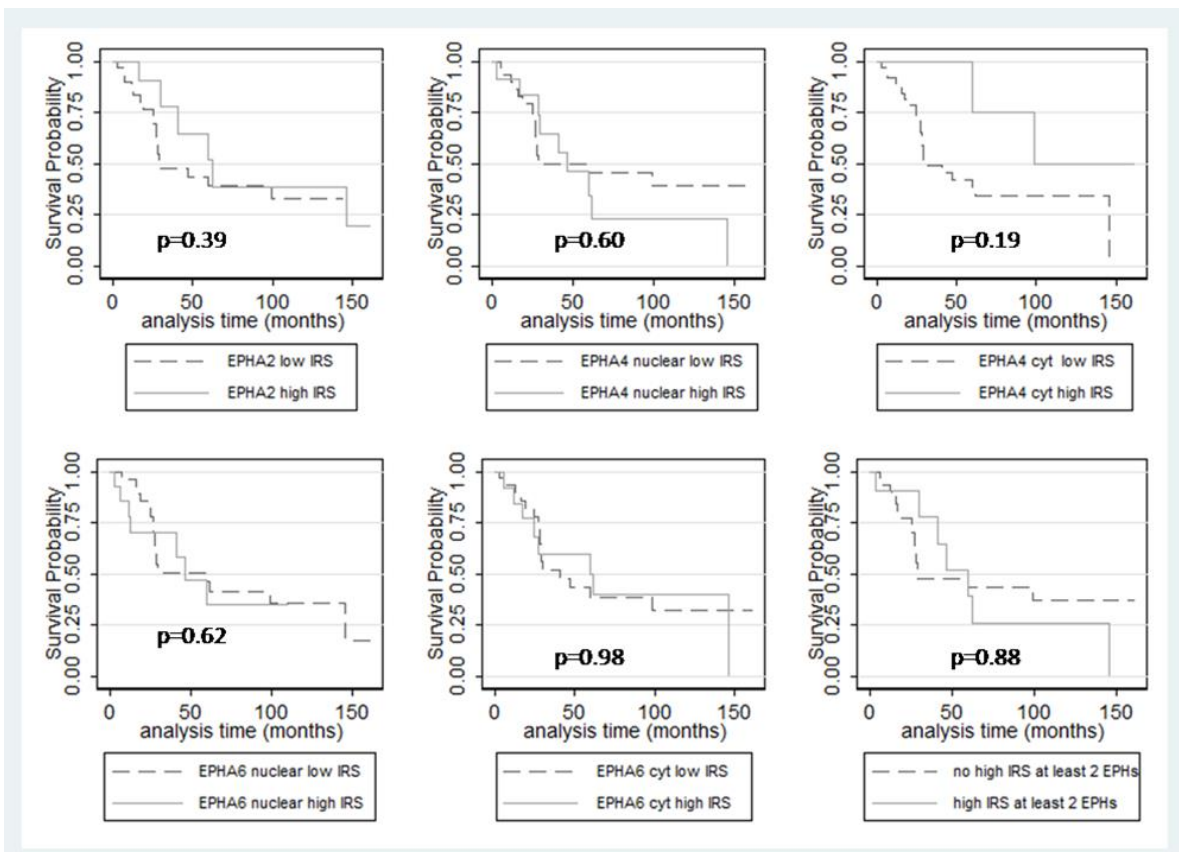 Survival Probability
0.00 0.25 0.50 0.75 1.00
p=0.39
0 50 100 150
analysis time (months)
EPHA2 low IRS
EPHA2 high IRS
Survival Probability
0.00 0.25 0.50 0.75 1.00
p=0.60
0 50 100 150
analysis time (months)
EPHA4 nuclear low IRS
EPHA4 nuclear high IRS
Survival Probability
0.00 0.25 0.50 0.75 1.00
p=0.19
0 50 100 150
analysis time (months)
EPHA4 cyt low IRS
EPHA4 cyt high IRS
Survival Probability
0.00 0.25 0.50 0.75 1.00
p=0.62
0 50 100 150
analysis time (months)
EPHA6 nuclear low IRS
EPHA6 nuclear high IRS
Survival Probability
0.00 0.25 0.50 0.75 1.00
p=0.98
0 50 100 150
analysis time (months)
EPHA6 cyt low IRS
EPHA6 cyt high IRS
Survival Probability
0.00 0.25 0.50 0.75 1.00
p=0.88
0 50 100 150
analysis time (months)
no high IRS at least 2 EPHs
high IRS at least 2 EPHs